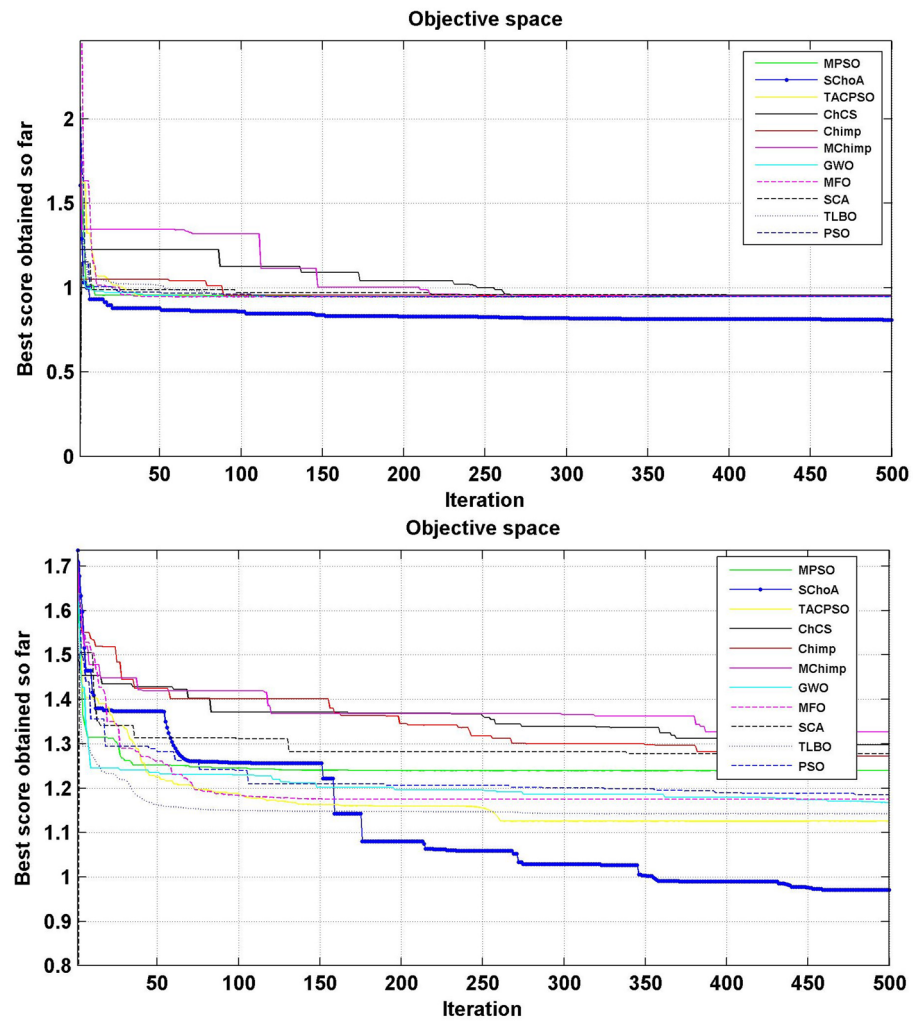 Objective space
Best score obtained so far
2
1.5
1
0.5
0
MPSO
SChoA
TACPSO
ChCS
Chimp
MChimp
GWO
MFO
SCA
TLBO
PSO
50 100 150 200 250 300 350 400 450 500
Iteration
Objective space
Best score obtained so far
1.7
1.6
1.5
1.4
1.3
1.2
1.1
1
0.9
0.8
MPSO
SChoA
TACPSO
ChCS
Chimp
MChimp
GWO
MFO
SCA
TLBO
PSO
50 100 150 200 250 300 350 400 450 500
Iteration